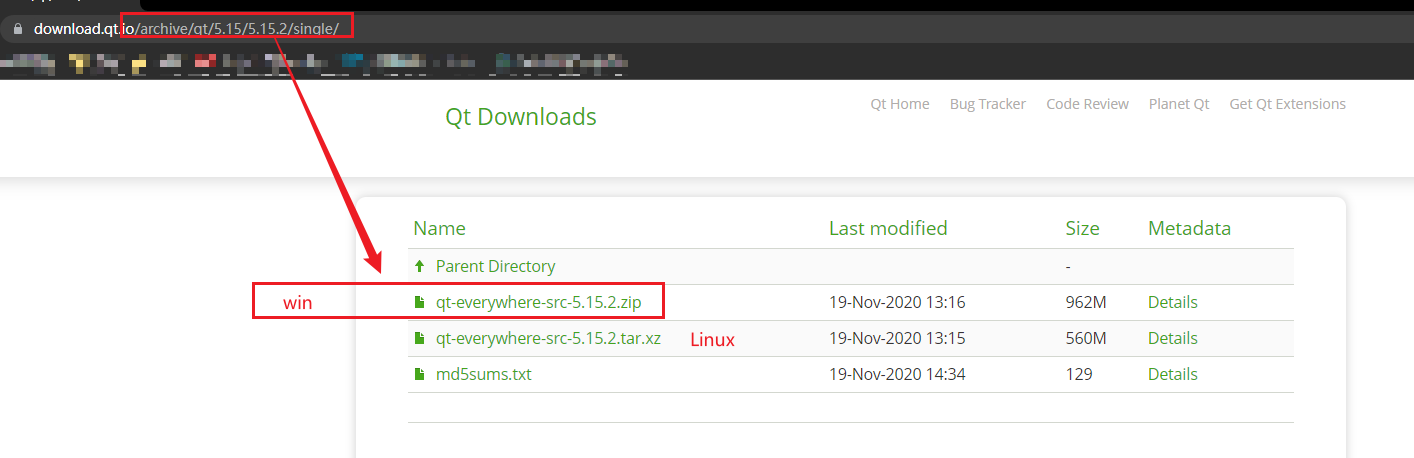 download.qt.io/archive/qt/5.15/5.15.2/single/
Qt Downloads
Qt Home Bug Tracker Code Review Planet Qt Get Qt Extensions
Name Last modified Size Metadata
Parent Directory -
win qt-everywhere-src-5.15.2.zip 19-Nov-2020 13:16 962M Details
qt-everywhere-src-5.15.2.tar.xz Linux 19-Nov-2020 13:15 560M Details
md5sums.txt 19-Nov-2020 14:34 129 Details